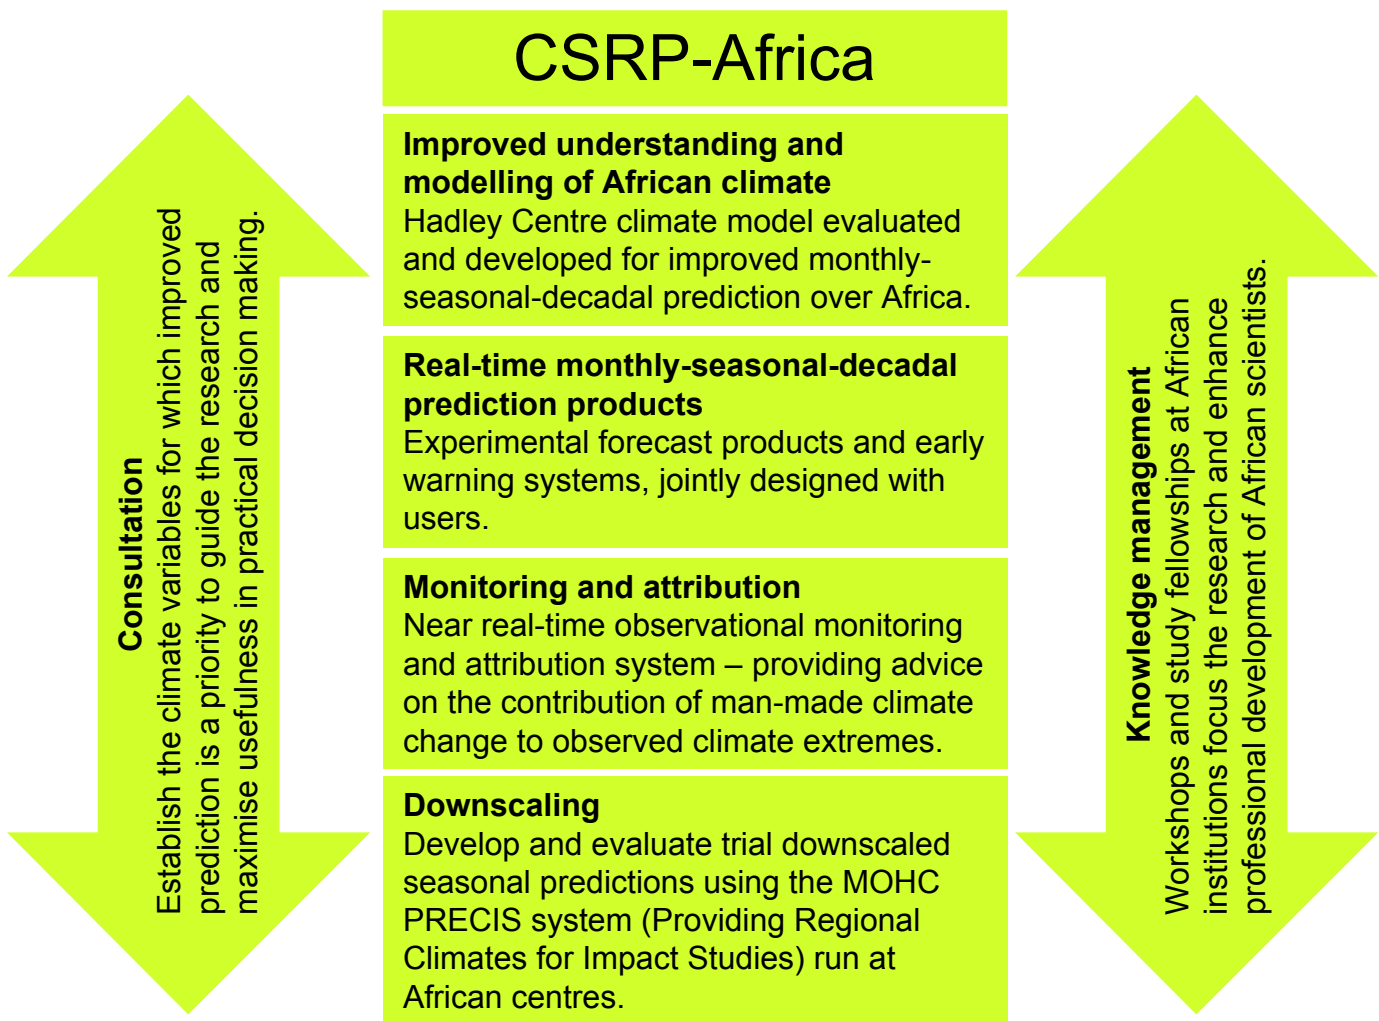 CSRP-Africa
Consultation
Establish the climate variables for which improved
prediction is a priority to guide the research and
maximise usefulness in practical decision making.
Improved understanding and
modelling of African climate
Hadley Centre climate model evaluated
and developed for improved monthly-
seasonal-decadal prediction over Africa.
Real-time monthly-seasonal-decadal
prediction products
Experimental forecast products and early
warning systems, jointly designed with
users.
Monitoring and attribution
Near real-time observational monitoring
and attribution system – providing advice
on the contribution of man-made climate
change to observed climate extremes.
Downscaling
Develop and evaluate trial downscaled
seasonal predictions using the MOHC
PRECIS system (Providing Regional
Climates for Impact Studies) run at
African centres.
Knowledge management
Workshops and study fellowships at African
institutions focus the research and enhance
professional development of African scientists.